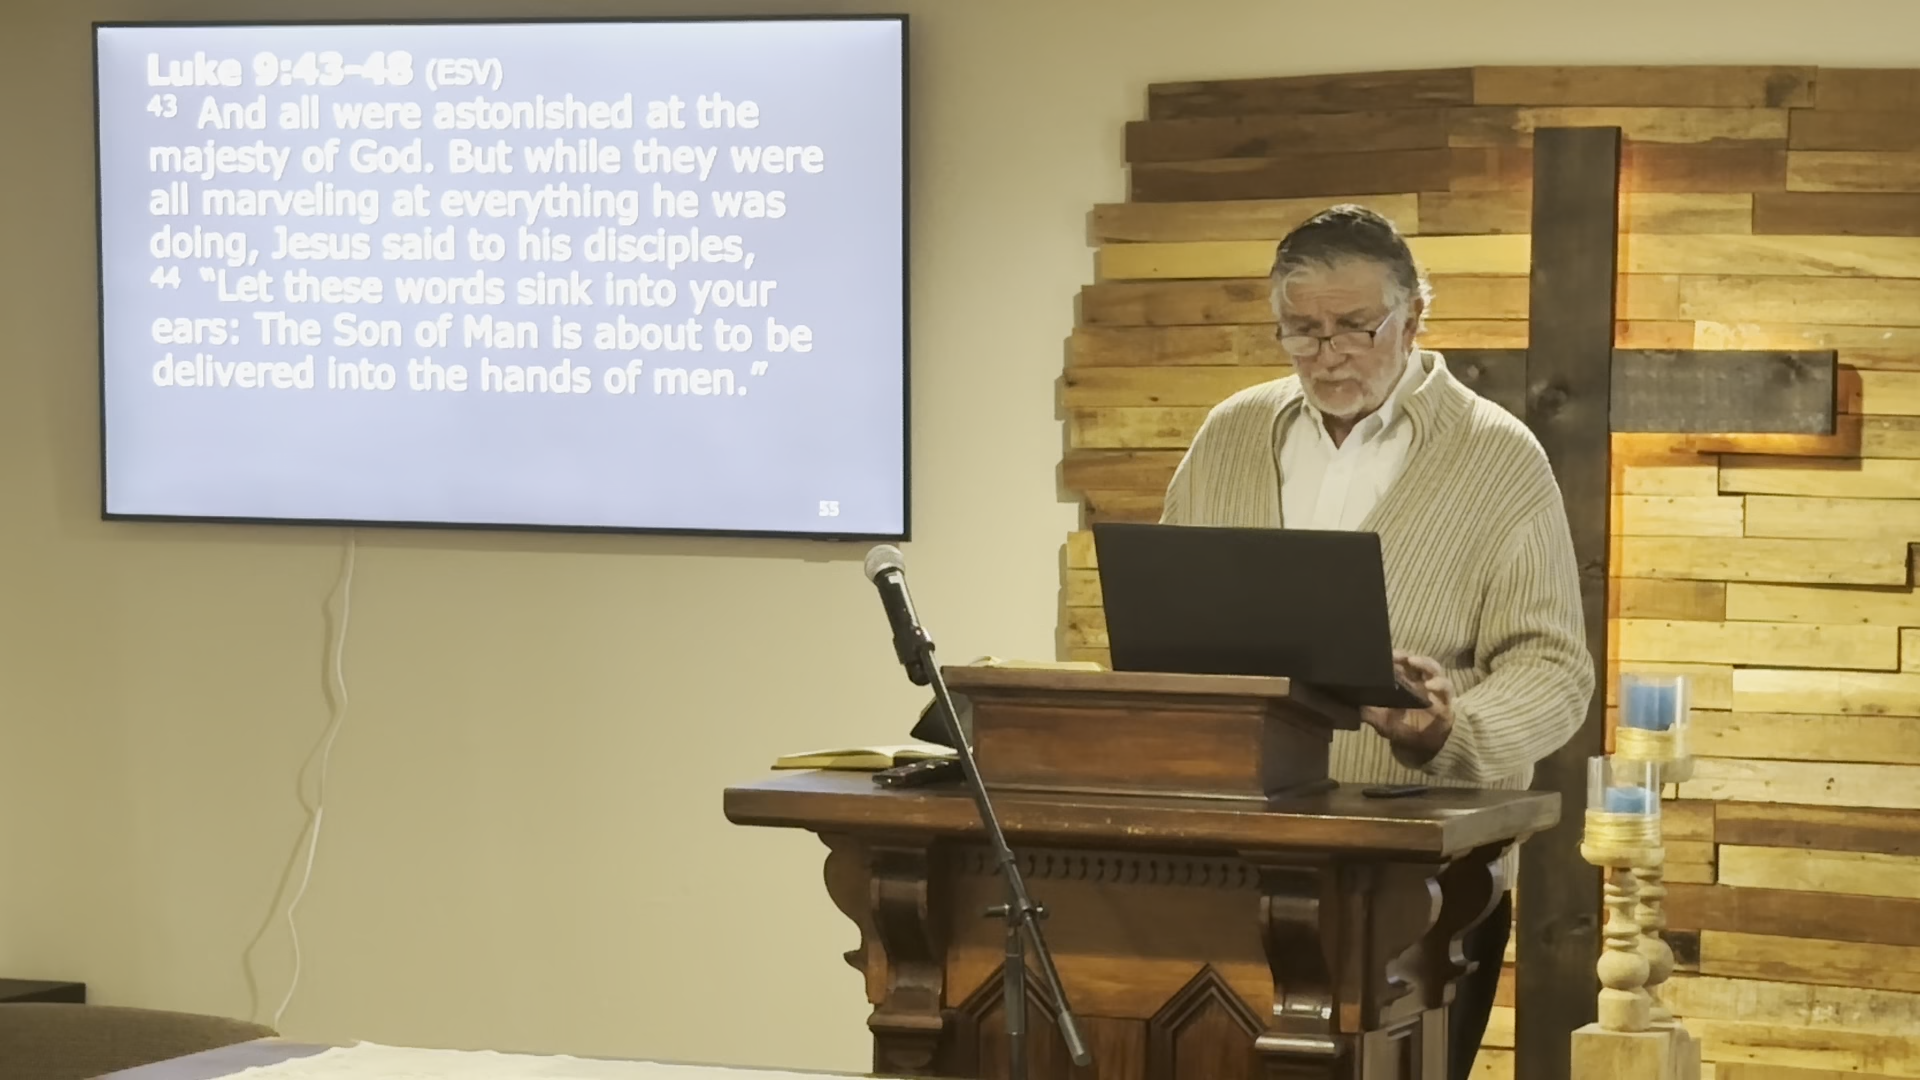 Luke 9:43-48 (ESV)
43 And all were astonished at the
majesty of God. But while they were
all marveling at everything he was
doing, Jesus said to his disciples,
44 “Let these words sink into your
ears: The Son of Man is about to be
delivered into the hands of men.”
55